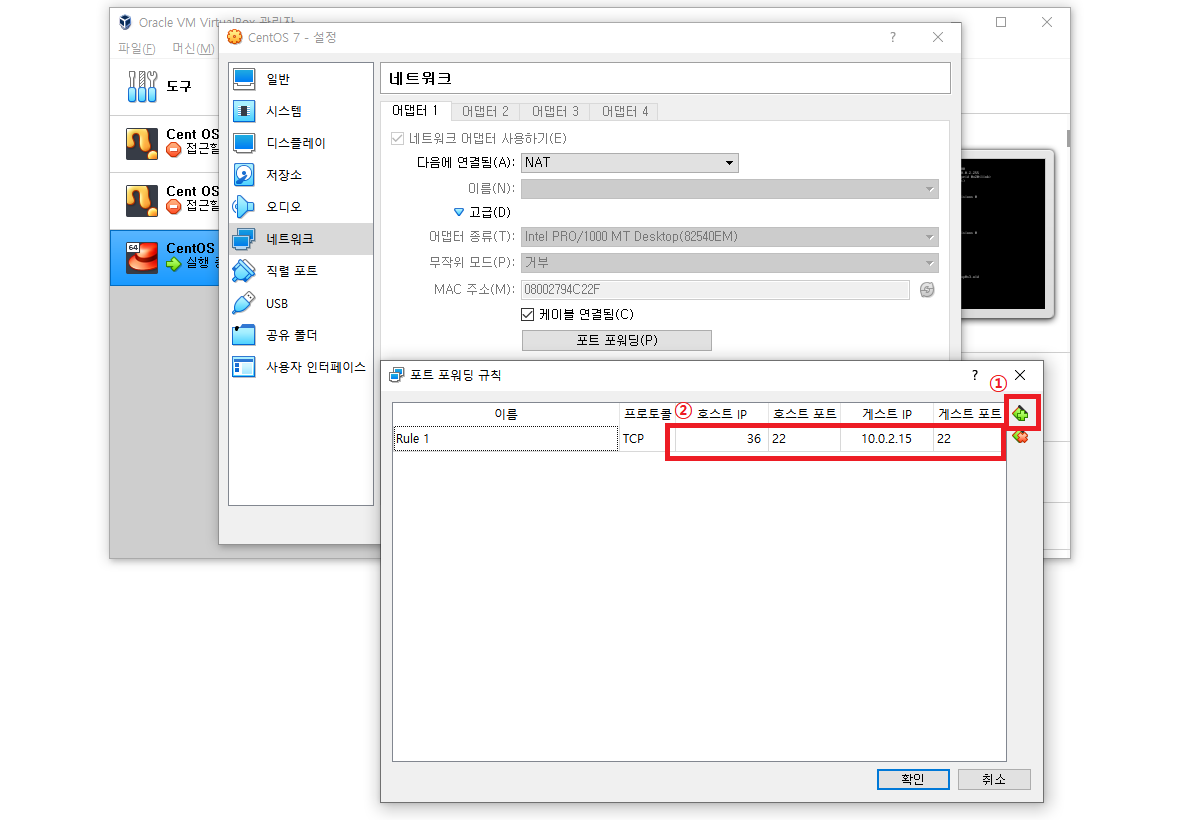 Oracle VM VirtualBox 관리자
파일(F) 머신(M)
CentOS 7 - 설정
?
도구
Cent OS
접근할
Cent OS
접근할
64
CentOS
실행 중
일반
시스템
디스플레이
저장소
오디오
네트워크
직렬 포트
USB
공유 폴더
사용자 인터페이스
네트워크
어댑터 1 어댑터 2 어댑터 3 어댑터 4
네트워크 어댑터 사용하기(E)
다음에 연결됨(A): NAT
이름(N):
고급(D)
어댑터 종류(T): Intel PRO/1000 MT Desktop(82540EM)
무작위 모드(P): 거부
MAC 주소(M): 08002794C22F
케이블 연결됨(C)
포트 포워딩(P)
포트 포워딩 규칙
?
①
이름 프로토콜 ② 호스트 IP 호스트 포트 게스트 IP 게스트 포트
Rule 1 TCP 36 22 10.0.2.15 22
확인 취소